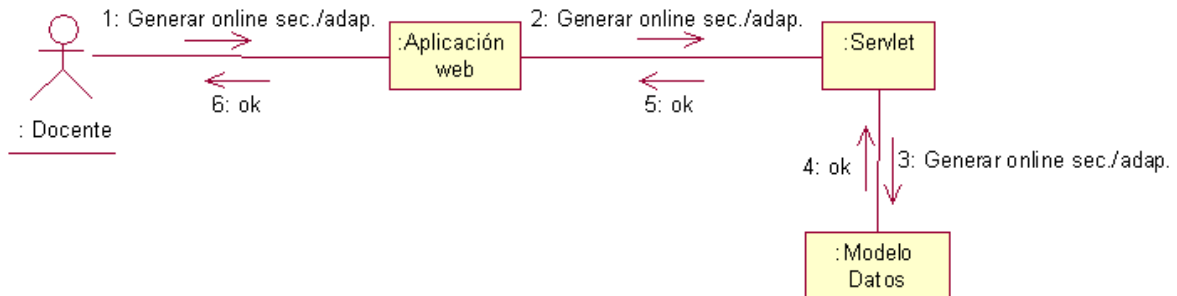 1: Generar online sec./adap.
2: Generar online sec./adap.
:Aplicación
web
:Servlet
6: ok
5: ok
: Docente
4: ok
3: Generar online sec./adap.
:Modelo
Datos